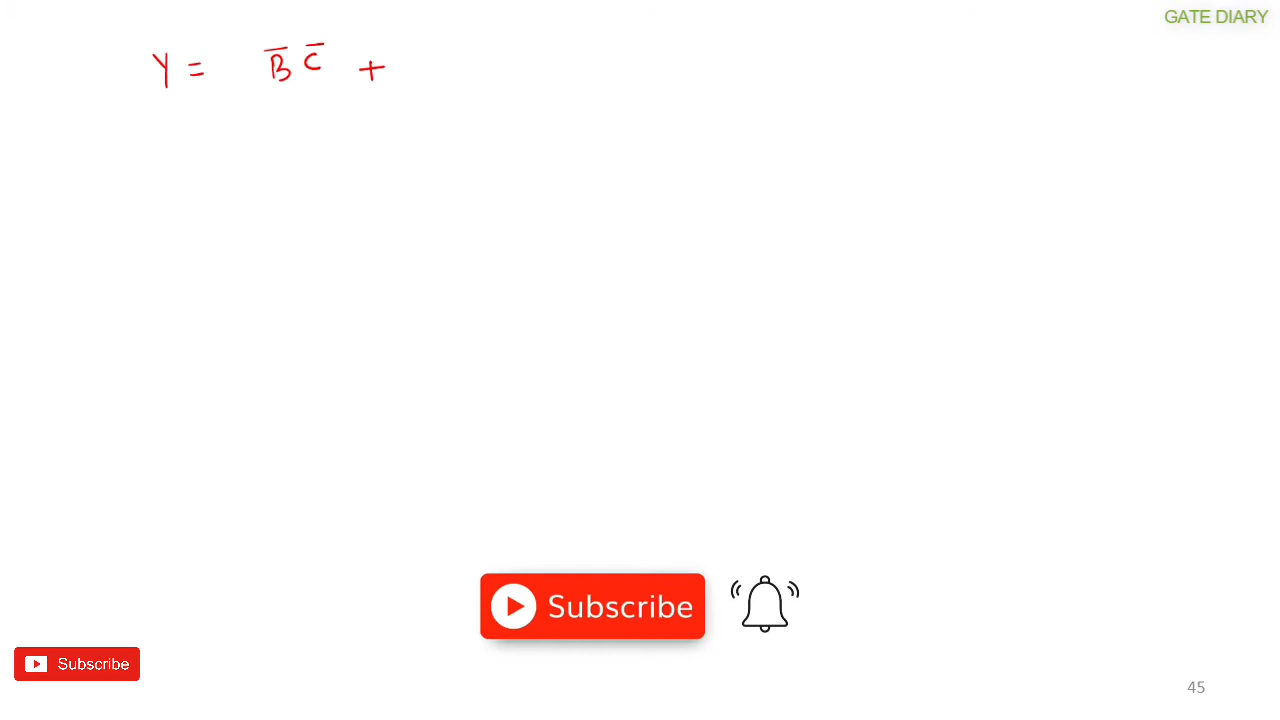 GATE DIARY
Y = B̅ C̅ +
Subscribe
Subscribe
45